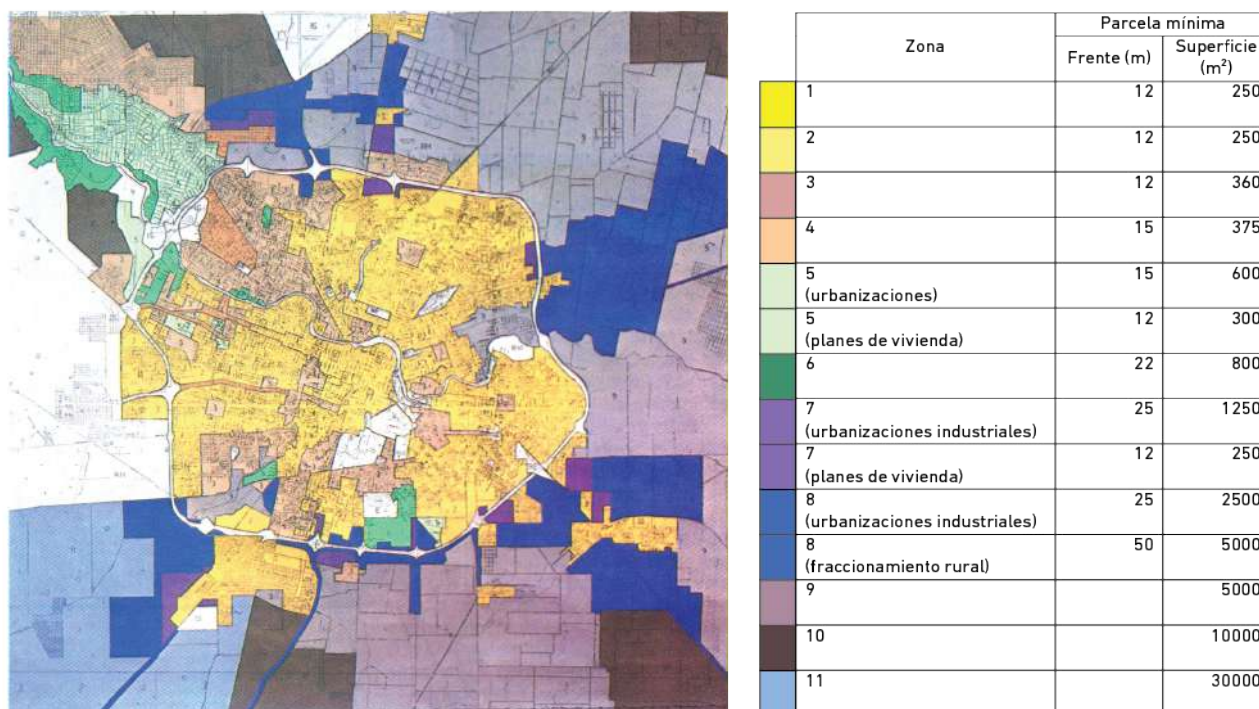 Zona
Parcela mínima
Frente (m)
Superficie
(m²)
1 12 250
2 12 250
3 12 360
4 15 375
5 15 600
(urbanizaciones)
5 12 300
(planes de vivienda)
6 22 800
7 25 1250
(urbanizaciones industriales)
7 12 250
(planes de vivienda)
8 25 2500
(urbanizaciones industriales)
8 50 5000
(fraccionamiento rural)
9 5000
10 10000
11 30000